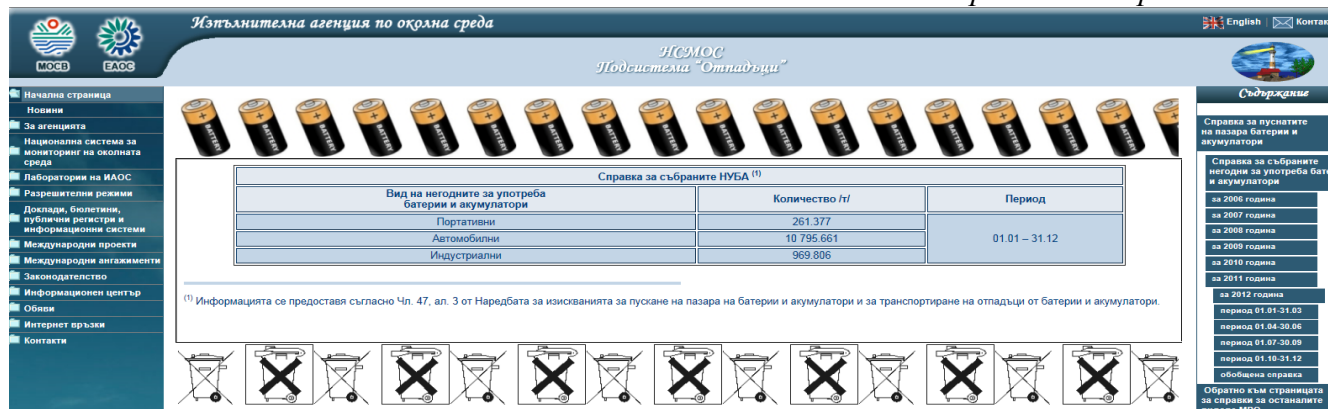 Изпълнителна агенция по околна среда
English
МОСВ
ЕАОС
НСМОС
Подсистема "Отпадъци"
Начална страница
Новини
За агенцията
Национална система за
мониторинг на околната
среда
Лаборатории на ИАОС
Разрешителни режими
Доклади, бюлетини,
публични регистри и
информационни системи
Международни проекти
Международни ангажименти
Законодателство
Информационен център
Обяви
Интернет връзки
Контакти
Справка за събраните НУБА (1)
Вид на негодните за употреба
батерии и акумулатори
Количество /т/
Период
Портативни 261.377
Автомобилни 10 795.661 01.01 – 31.12
Индустриални 969.806
(1) Информацията се предоставя съгласно Чл. 47, ал. 3 от Наредбата за изискванията за пускане на пазара на батерии и акумулатори и за транспортиране на отпадъци от батерии и акумулатори.
Съдържание
Справка за пуснатите
на пазара батерии и
акумулатори
Справка за събраните
негодни за употреба бате
и акумулатори
за 2006 година
за 2007 година
за 2008 година
за 2009 година
за 2010 година
за 2011 година
за 2012 година
период 01.01-31.03
период 01.04-30.06
период 01.07-30.09
период 01.10-31.12
обобщена справка
Обратно към страницата
за справки за останалите